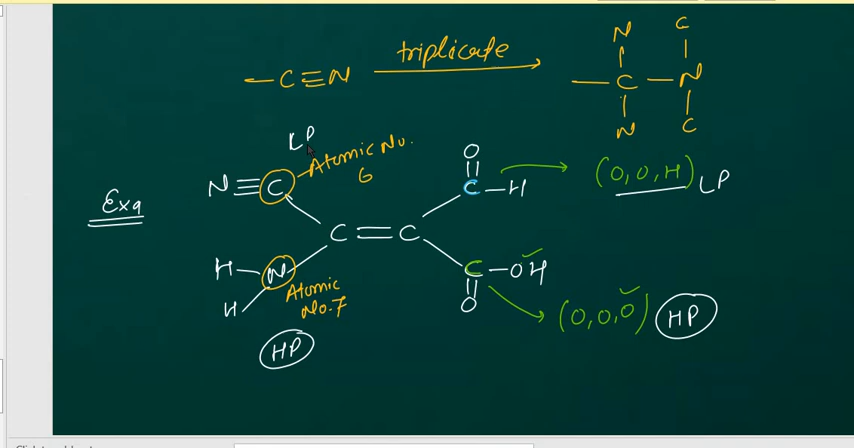 —C≡N triplicate N C
—C—N
N C
LP
Atomic No.
6
N≡C
O
C—H (O,O,H) LP
Exa
C=C
H N
H
Atomic
No.7
HP
C—OH
O
(O,O,O) HP